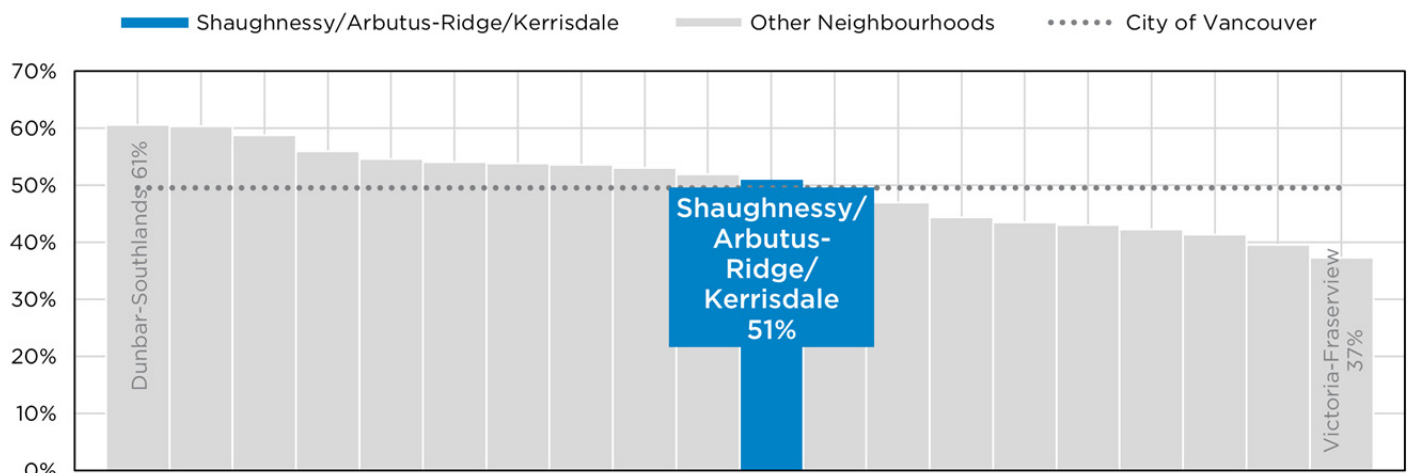 Shaughnessy/Arbutus-Ridge/Kerrisdale
Other Neighbourhoods
City of Vancouver
70%
60%
50%
40%
30%
20%
10%
0%
Dunbar-Southlands 61%
Shaughnessy/
Arbutus-
Ridge/
Kerrisdale
51%
Victoria-Fraserview
37%